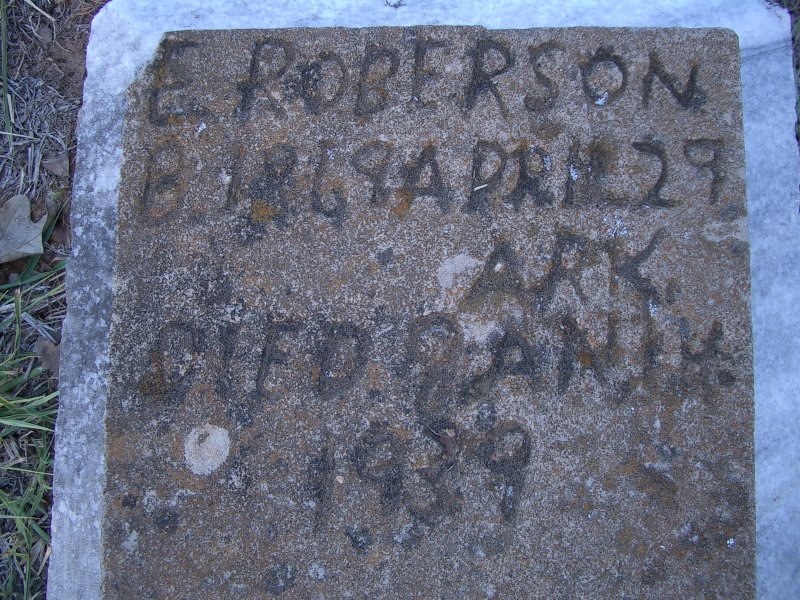 E. ROBERSON
B. 1869 APRIL 29
ARK.
DIED JAN. 14.
1939